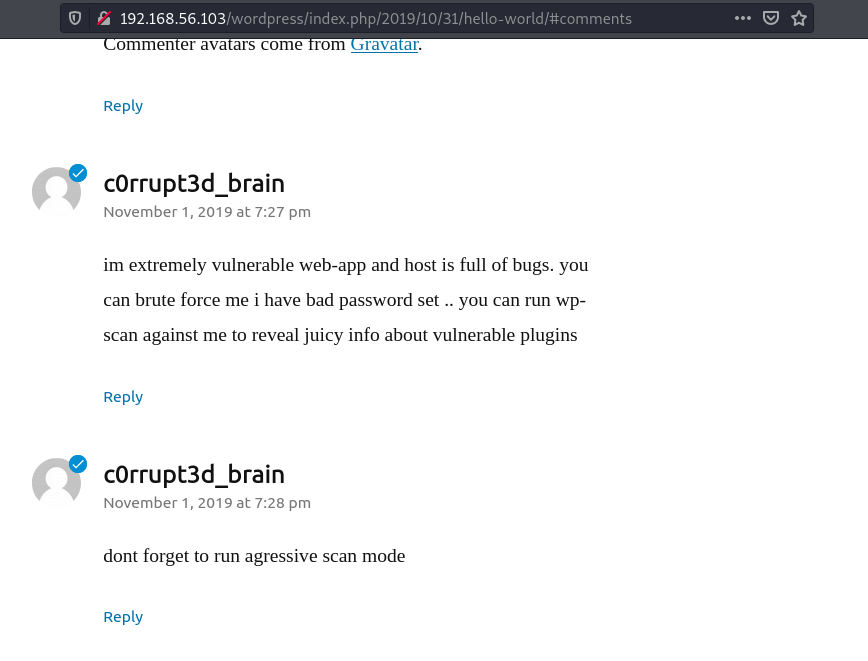 192.168.56.103/wordpress/index.php/2019/10/31/hello-world/#comments
Commenter avatars come from Gravatar.
Reply
c0rrupt3d_brain
November 1, 2019 at 7:27 pm
im extremely vulnerable web-app and host is full of bugs. you
can brute force me i have bad password set .. you can run wp-
scan against me to reveal juicy info about vulnerable plugins
Reply
c0rrupt3d_brain
November 1, 2019 at 7:28 pm
dont forget to run agressive scan mode
Reply